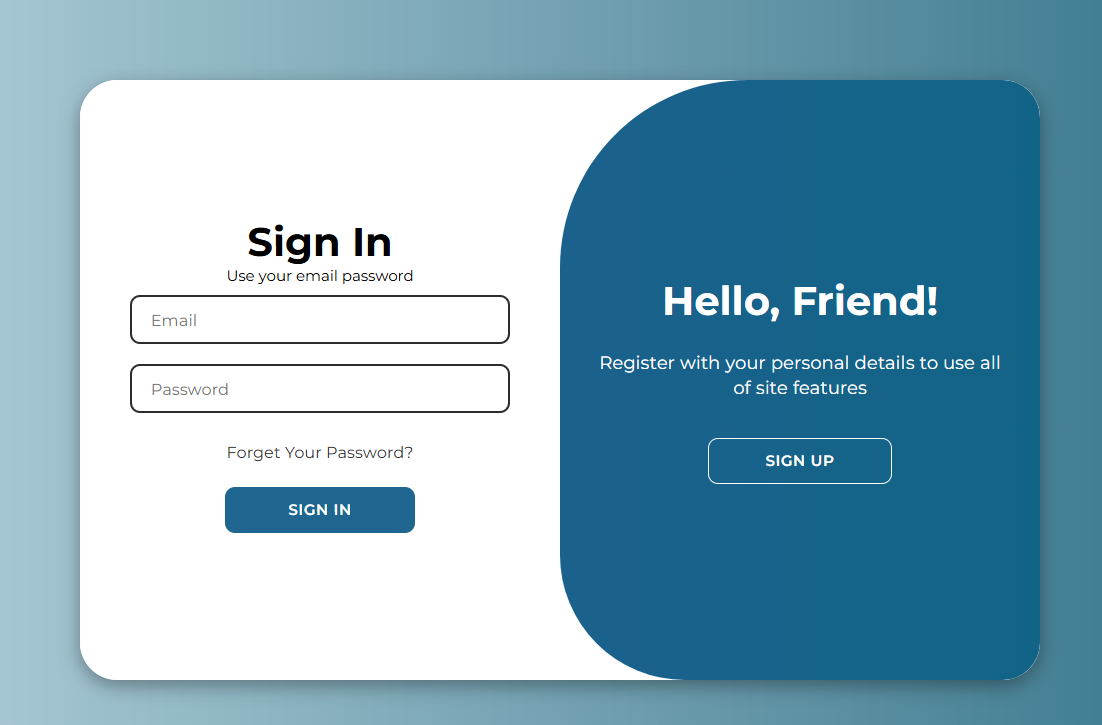 Sign In
Use your email password
Email
Password
Forget Your Password?
SIGN IN
Hello, Friend!
Register with your personal details to use all
of site features
SIGN UP